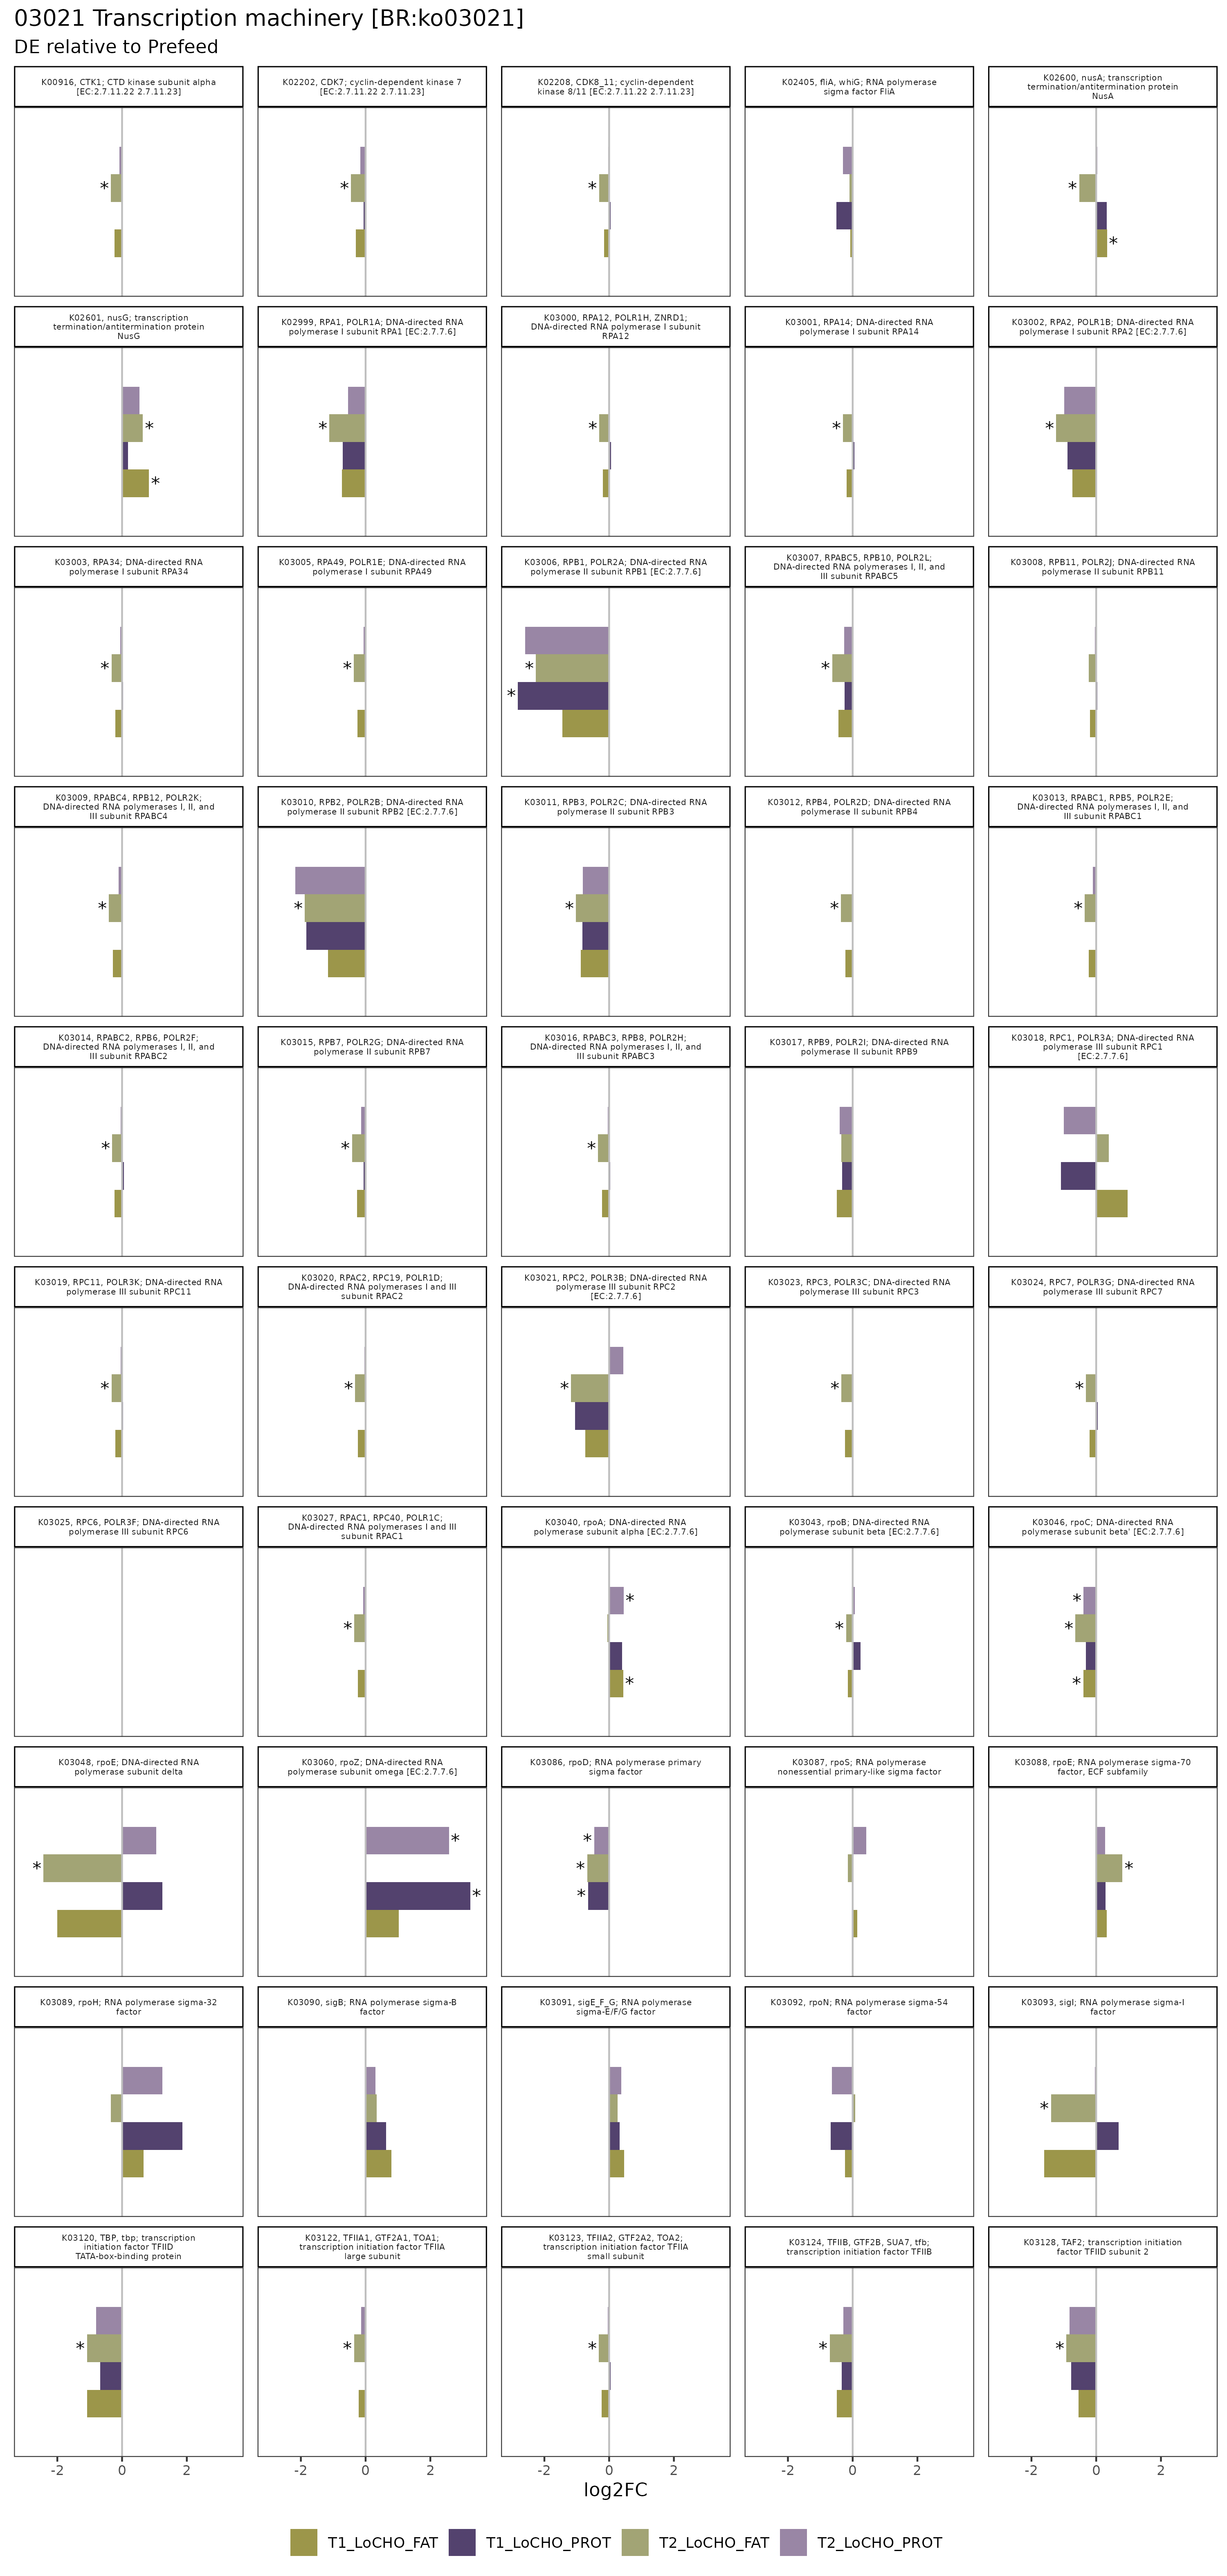 03021 Transcription machinery [BR:ko03021]
DE relative to Prefeed
K00916, CTK1; CTD kinase subunit alpha
[EC:2.7.11.22 2.7.11.23]
K02202, CDK7; cyclin-dependent kinase 7
[EC:2.7.11.22 2.7.11.23]
K02208, CDK8_11; cyclin-dependent
kinase 8/11 [EC:2.7.11.22 2.7.11.23]
K02405, fliA, whiG; RNA polymerase
sigma factor FliA
K02600, nusA; transcription
termination/antitermination protein
NusA
*
*
*
*
*
K02601, nusG; transcription
termination/antitermination protein
NusG
K02999, RPA1, POLR1A; DNA-directed RNA
polymerase I subunit RPA1 [EC:2.7.7.6]
K03000, RPA12, POLR1H, ZNRD1;
DNA-directed RNA polymerase I subunit
RPA12
K03001, RPA14; DNA-directed RNA
polymerase I subunit RPA14
K03002, RPA2, POLR1B; DNA-directed RNA
polymerase I subunit RPA2 [EC:2.7.7.6]
*
*
*
*
*
*
K03003, RPA34; DNA-directed RNA
polymerase I subunit RPA34
K03005, RPA49, POLR1E; DNA-directed RNA
polymerase I subunit RPA49
K03006, RPB1, POLR2A; DNA-directed RNA
polymerase II subunit RPB1 [EC:2.7.7.6]
K03007, RPABC5, RPB10, POLR2L;
DNA-directed RNA polymerases I, II, and
III subunit RPABC5
K03008, RPB11, POLR2J; DNA-directed RNA
polymerase II subunit RPB11
*
*
*
*
*
K03009, RPABC4, RPB12, POLR2K;
DNA-directed RNA polymerases I, II, and
III subunit RPABC4
K03010, RPB2, POLR2B; DNA-directed RNA
polymerase II subunit RPB2 [EC:2.7.7.6]
K03011, RPB3, POLR2C; DNA-directed RNA
polymerase II subunit RPB3
K03012, RPB4, POLR2D; DNA-directed RNA
polymerase II subunit RPB4
K03013, RPABC1, RPB5, POLR2E;
DNA-directed RNA polymerases I, II, and
III subunit RPABC1
*
*
*
*
*
K03014, RPABC2, RPB6, POLR2F;
DNA-directed RNA polymerases I, II, and
III subunit RPABC2
K03015, RPB7, POLR2G; DNA-directed RNA
polymerase II subunit RPB7
K03016, RPABC3, RPB8, POLR2H;
DNA-directed RNA polymerases I, II, and
III subunit RPABC3
K03017, RPB9, POLR2I; DNA-directed RNA
polymerase II subunit RPB9
K03018, RPC1, POLR3A; DNA-directed RNA
polymerase III subunit RPC1
[EC:2.7.7.6]
*
*
*
K03019, RPC11, POLR3K; DNA-directed RNA
polymerase III subunit RPC11
K03020, RPAC2, RPC19, POLR1D;
DNA-directed RNA polymerases I and III
subunit RPAC2
K03021, RPC2, POLR3B; DNA-directed RNA
polymerase III subunit RPC2
[EC:2.7.7.6]
K03023, RPC3, POLR3C; DNA-directed RNA
polymerase III subunit RPC3
K03024, RPC7, POLR3G; DNA-directed RNA
polymerase III subunit RPC7
*
*
*
*
*
K03025, RPC6, POLR3F; DNA-directed RNA
polymerase III subunit RPC6
K03027, RPAC1, RPC40, POLR1C;
DNA-directed RNA polymerases I and III
subunit RPAC1
K03040, rpoA; DNA-directed RNA
polymerase subunit alpha [EC:2.7.7.6]
K03043, rpoB; DNA-directed RNA
polymerase subunit beta [EC:2.7.7.6]
K03046, rpoC; DNA-directed RNA
polymerase subunit beta' [EC:2.7.7.6]
*
*
*
*
*
*
*
K03048, rpoE; DNA-directed RNA
polymerase subunit delta
K03060, rpoZ; DNA-directed RNA
polymerase subunit omega [EC:2.7.7.6]
K03086, rpoD; RNA polymerase primary
sigma factor
K03087, rpoS; RNA polymerase
nonessential primary-like sigma factor
K03088, rpoE; RNA polymerase sigma-70
factor, ECF subfamily
*
*
*
*
*
*
*
K03089, rpoH; RNA polymerase sigma-32
factor
K03090, sigB; RNA polymerase sigma-B
factor
K03091, sigE_F_G; RNA polymerase
sigma-E/F/G factor
K03092, rpoN; RNA polymerase sigma-54
factor
K03093, sigI; RNA polymerase sigma-I
factor
*
K03120, TBP, tbp; transcription
initiation factor TFIID
TATA-box-binding protein
K03122, TFIIA1, GTF2A1, TOA1;
transcription initiation factor TFIIA
large subunit
K03123, TFIIA2, GTF2A2, TOA2;
transcription initiation factor TFIIA
small subunit
K03124, TFIIB, GTF2B, SUA7, tfb;
transcription initiation factor TFIIB
K03128, TAF2; transcription initiation
factor TFIID subunit 2
*
*
*
*
*
-2 0 2 -2 0 2 -2 0 2 -2 0 2 -2 0 2
log2FC
T1_LoCHO_FAT T1_LoCHO_PROT T2_LoCHO_FAT T2_LoCHO_PROT